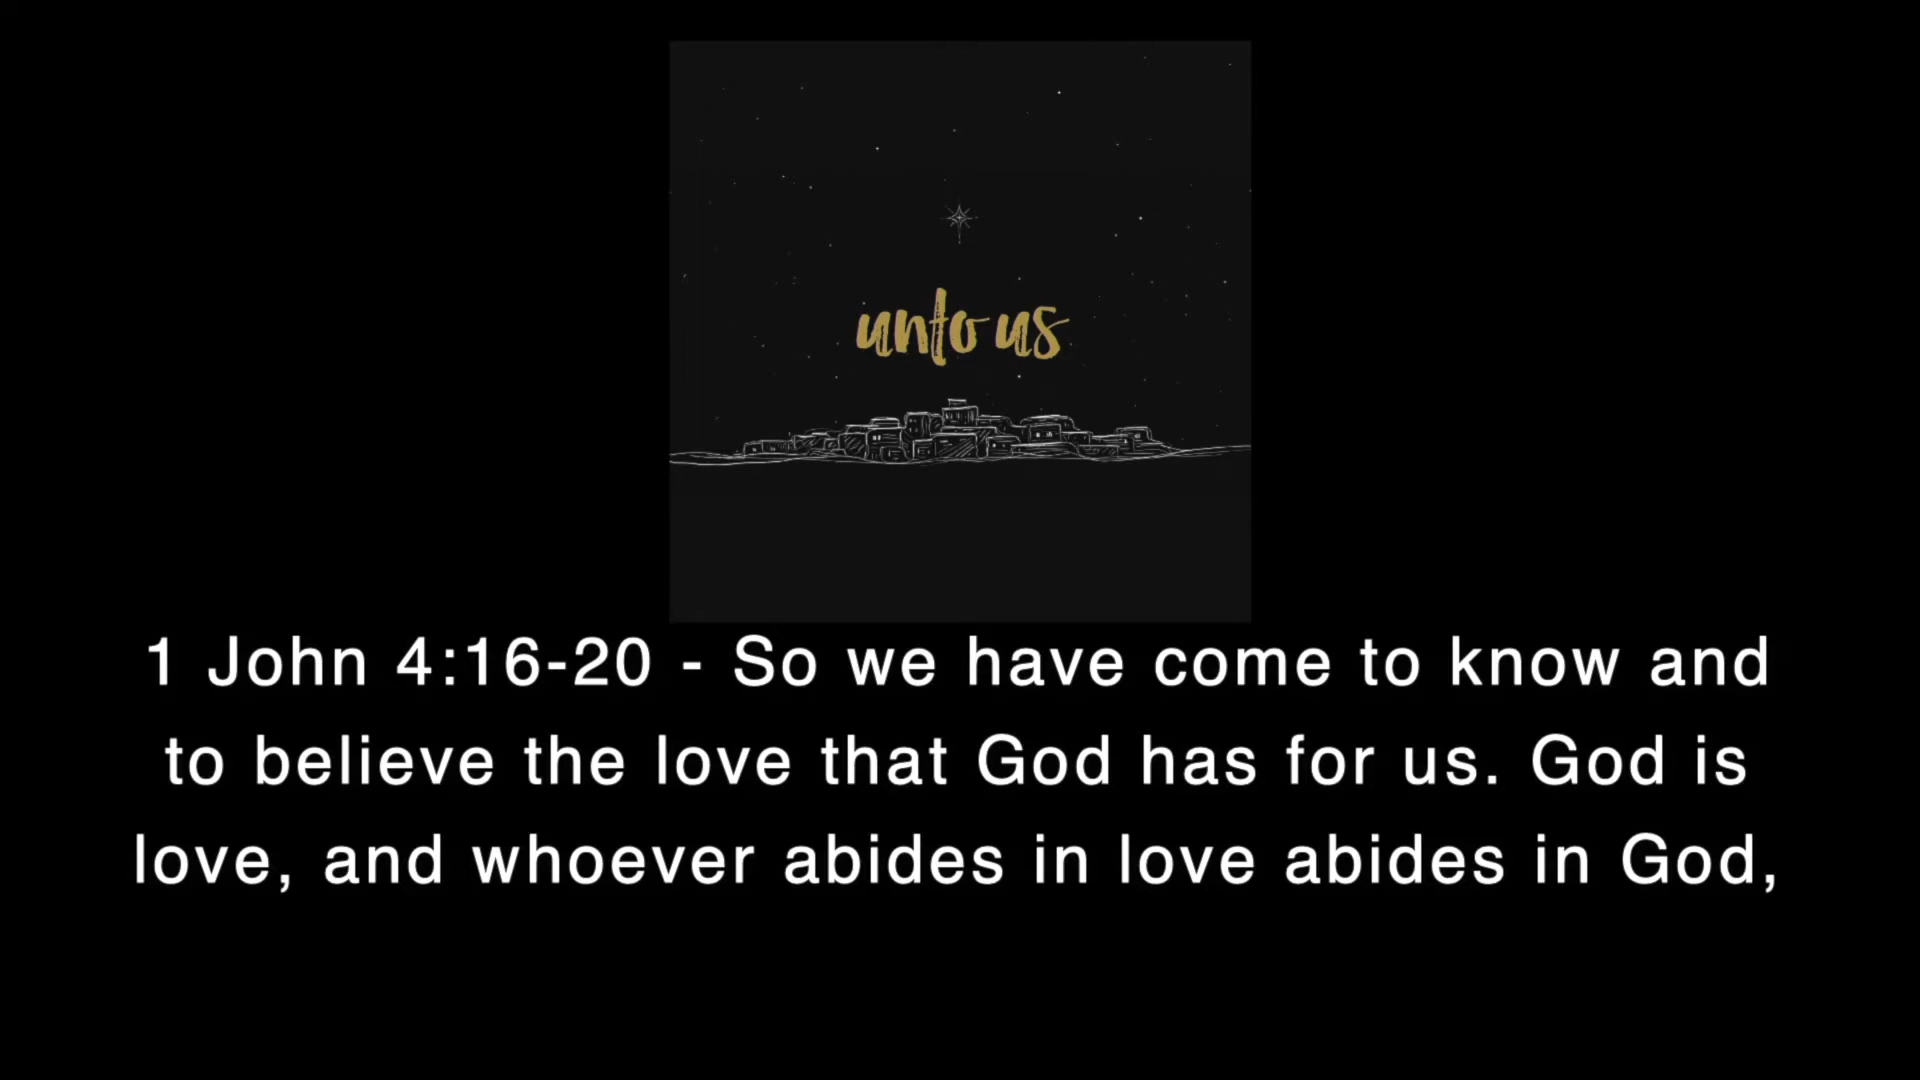 unto us
1 John 4:16-20 - So we have come to know and
to believe the love that God has for us. God is
love, and whoever abides in love abides in God,